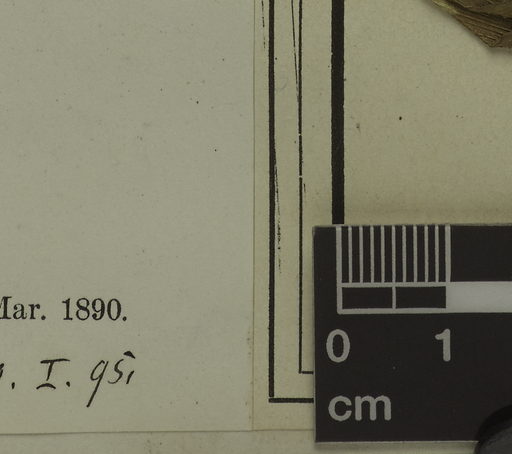 Mar. 1890.
. I. 95.
0 1
cm